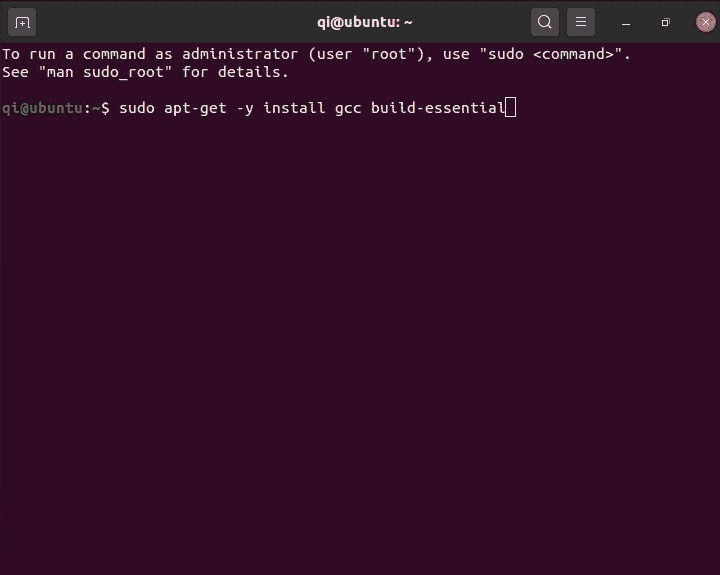 qi@ubuntu: ~
To run a command as administrator (user "root"), use "sudo <command>".
See "man sudo_root" for details.
qi@ubuntu:~$ sudo apt-get -y install gcc build-essential